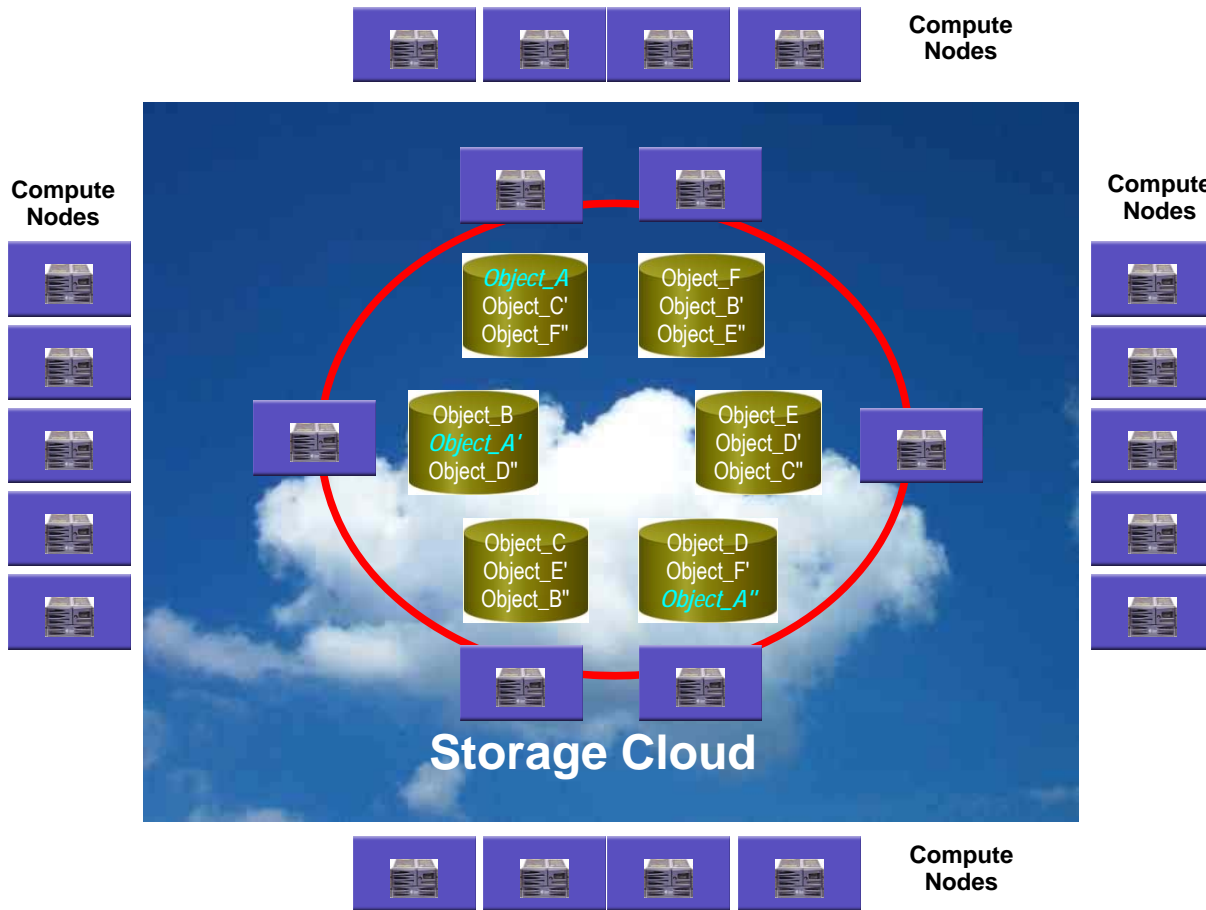 Compute
Nodes
Compute
Nodes
Compute
Nodes
Object_A
Object_C'
Object_F"
Object_F
Object_B'
Object_E"
Object_B
Object_A'
Object_D"
Object_E
Object_D'
Object_C"
Object_C
Object_E'
Object_B"
Object_D
Object_F'
Object_A"
Storage Cloud
Compute
Nodes